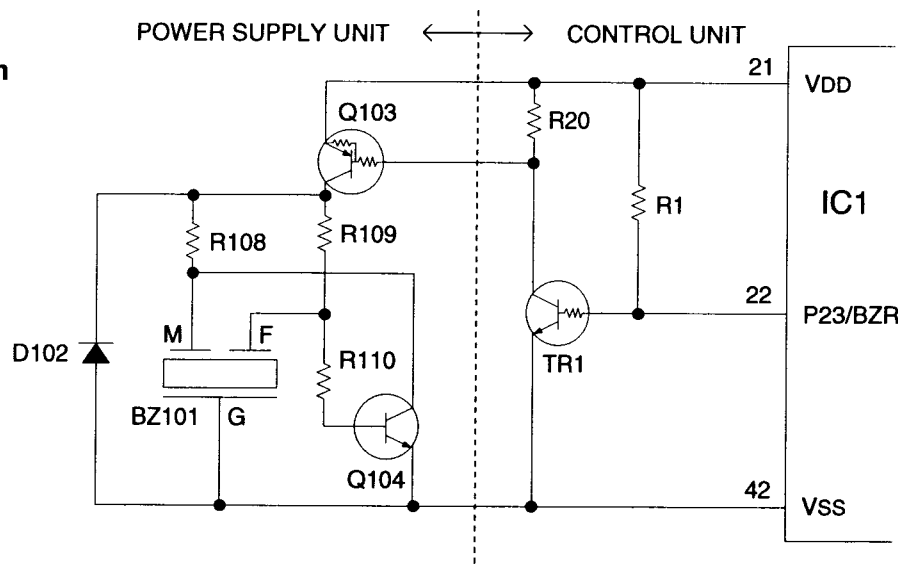 POWER SUPPLY UNIT
CONTROL UNIT
m
21
VDD
Q103
R20
R1
IC1
R108
R109
22
P23/BZR
M
F
D102
R110
TR1
BZ101
G
Q104
42
VSS